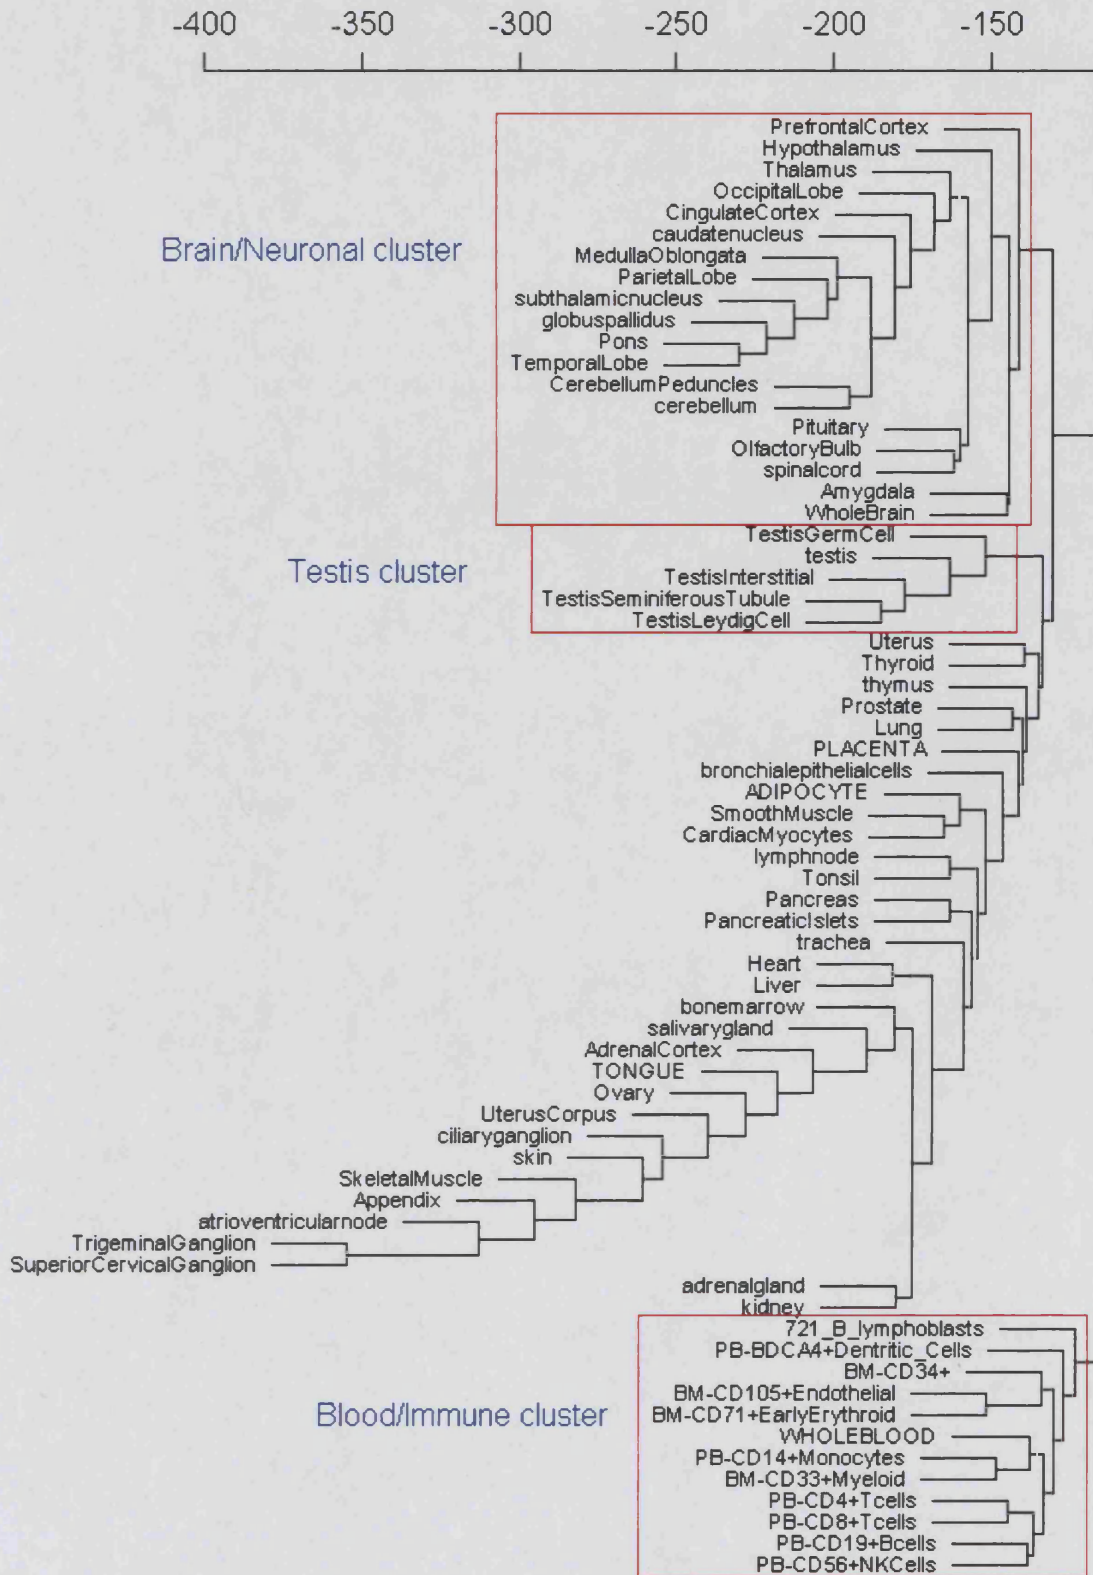 -400 -350 -300 -250 -200 -150
PrefrontalCortex
Hypothalamus
Thalamus
OccipitalLobe
CingulateCortex
caudatenucleus
Brain/Neuronal cluster
MedullaOblongata
ParietalLobe
subthalamicnucleus
globuspallidus
Pons
TemporalLobe
CerebellumPeduncles
cerebellum
Pituitary
OlfactoryBulb
spinalcord
Amygdala
WholeBrain
TestisGermCell
testis
Testis cluster
TestisInterstitial
TestisSeminiferousTubule
TestisLeydigCell
Uterus
Thyroid
thymus
Prostate
Lung
PLACENTA
bronchialepithelialcells
ADIPOCYTE
SmoothMuscle
CardiacMyocytes
lymphnode
Tonsil
Pancreas
PancreaticIslets
trachea
Heart
Liver
bonemarrow
salivarygland
AdrenalCortex
TONGUE
Ovary
UterusCorpus
ciliaryganglion
skin
SkeletalMuscle
Appendix
atrioventricularnode
TrigeminalGanglion
SuperiorCervicalGanglion
adrenalgland
kidney
721_B_lymphoblasts
PB-BDCA4+Dentritic_Cells
BM-CD34+
BM-CD105+Endothelial
Blood/Immune cluster
BM-CD71+EarlyErythroid
WHOLEBLOOD
PB-CD14+Monocytes
BM-CD33+Myeloid
PB-CD4+Tcells
PB-CD8+Tcells
PB-CD19+Bcells
PB-CD56+NKCells